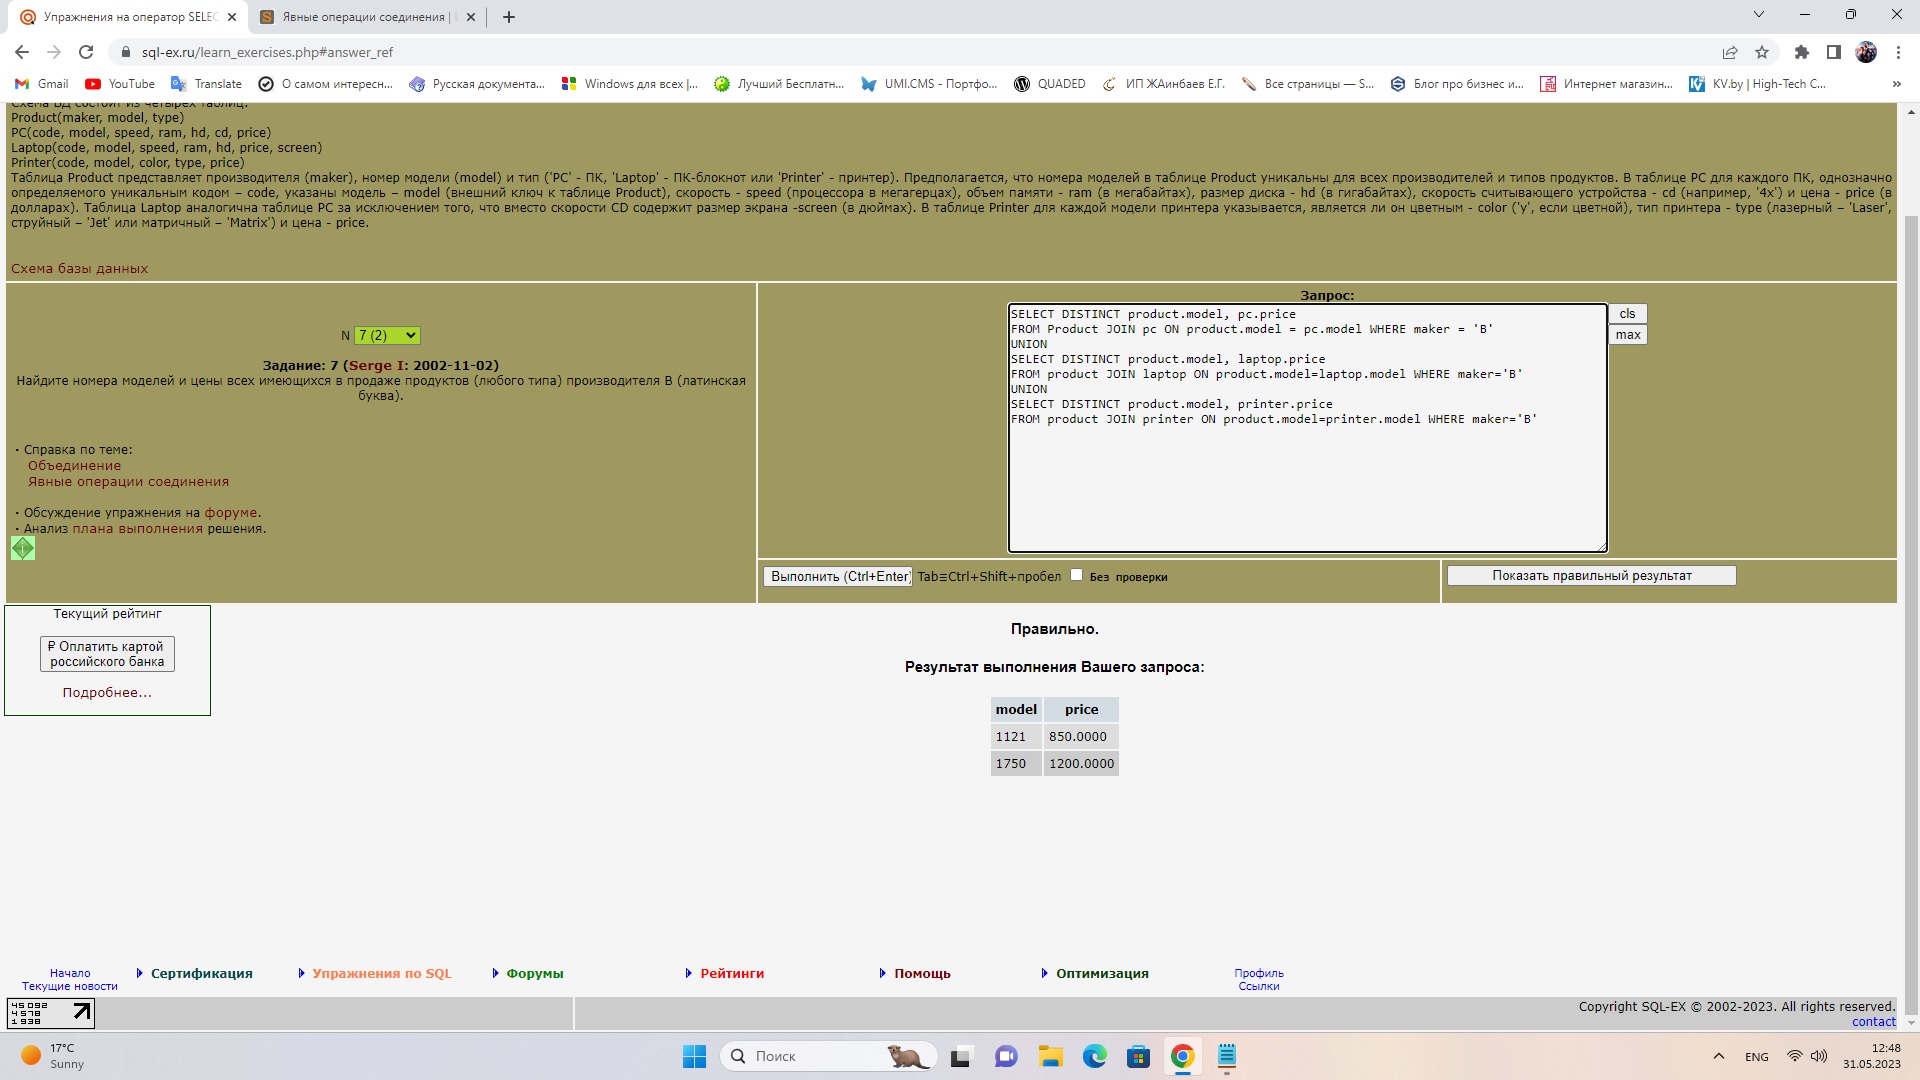 Упражнения на оператор SELEC
Явные операции соединения |
sql-ex.ru/learn_exercises.php#answer_ref
Gmail
YouTube
Translate
О самом интересн...
Русская документа...
Windows для всех |...
Лучший Бесплатн...
UMI.CMS - Портфо...
QUADED
ИП ЖАинбаев Е.Г.
Все страницы — S...
Блог про бизнес и...
Интернет магазин...
KV.by | High-Tech C...
»
Схема БД состоит из четырех таблиц:
Product(maker, model, type)
PC(code, model, speed, ram, hd, cd, price)
Laptop(code, model, speed, ram, hd, price, screen)
Printer(code, model, color, type, price)
Таблица Product представляет производителя (maker), номер модели (model) и тип ('PC' - ПК, 'Laptop' - ПК-блокнот или 'Printer' - принтер). Предполагается, что номера моделей в таблице Product уникальны для всех производителей и типов продуктов. В таблице PC для каждого ПК, однозначно
определяемого уникальным кодом – code, указаны модель – model (внешний ключ к таблице Product), скорость - speed (процессора в мегагерцах), объем памяти - ram (в мегабайтах), размер диска - hd (в гигабайтах), скорость считывающего устройства - cd (например, '4x') и цена - price (в
долларах). Таблица Laptop аналогична таблице РС за исключением того, что вместо скорости CD содержит размер экрана -screen (в дюймах). В таблице Printer для каждой модели принтера указывается, является ли он цветным - color ('y', если цветной), тип принтера - type (лазерный – 'Laser',
струйный – 'Jet' или матричный – 'Matrix') и цена - price.
Схема базы данных
N 7 (2)
Задание: 7 (Serge I: 2002-11-02)
Найдите номера моделей и цены всех имеющихся в продаже продуктов (любого типа) производителя B (латинская
буква).
· Справка по теме:
Объединение
Явные операции соединения
· Обсуждение упражнения на форуме.
· Анализ плана выполнения решения.
Запрос:
SELECT DISTINCT product.model, pc.price
FROM Product JOIN pc ON product.model = pc.model WHERE maker = 'B'
UNION
SELECT DISTINCT product.model, laptop.price
FROM product JOIN laptop ON product.model=laptop.model WHERE maker='B'
UNION
SELECT DISTINCT product.model, printer.price
FROM product JOIN printer ON product.model=printer.model WHERE maker='B'
cls
max
Выполнить (Ctrl+Enter)
Tab≡Ctrl+Shift+пробел
Без проверки
Показать правильный результат
Текущий рейтинг
₽ Оплатить картой
российского банка
Подробнее...
Правильно.
Результат выполнения Вашего запроса:
model price
1121 850.0000
1750 1200.0000
Начало
Текущие новости
Сертификация
Упражнения по SQL
Форумы
Рейтинги
Помощь
Оптимизация
Профиль
Ссылки
45092
4578
1938
Copyright SQL-EX © 2002-2023. All rights reserved.
contact
17°C
Sunny
Поиск
ENG
12:48
31.05.2023